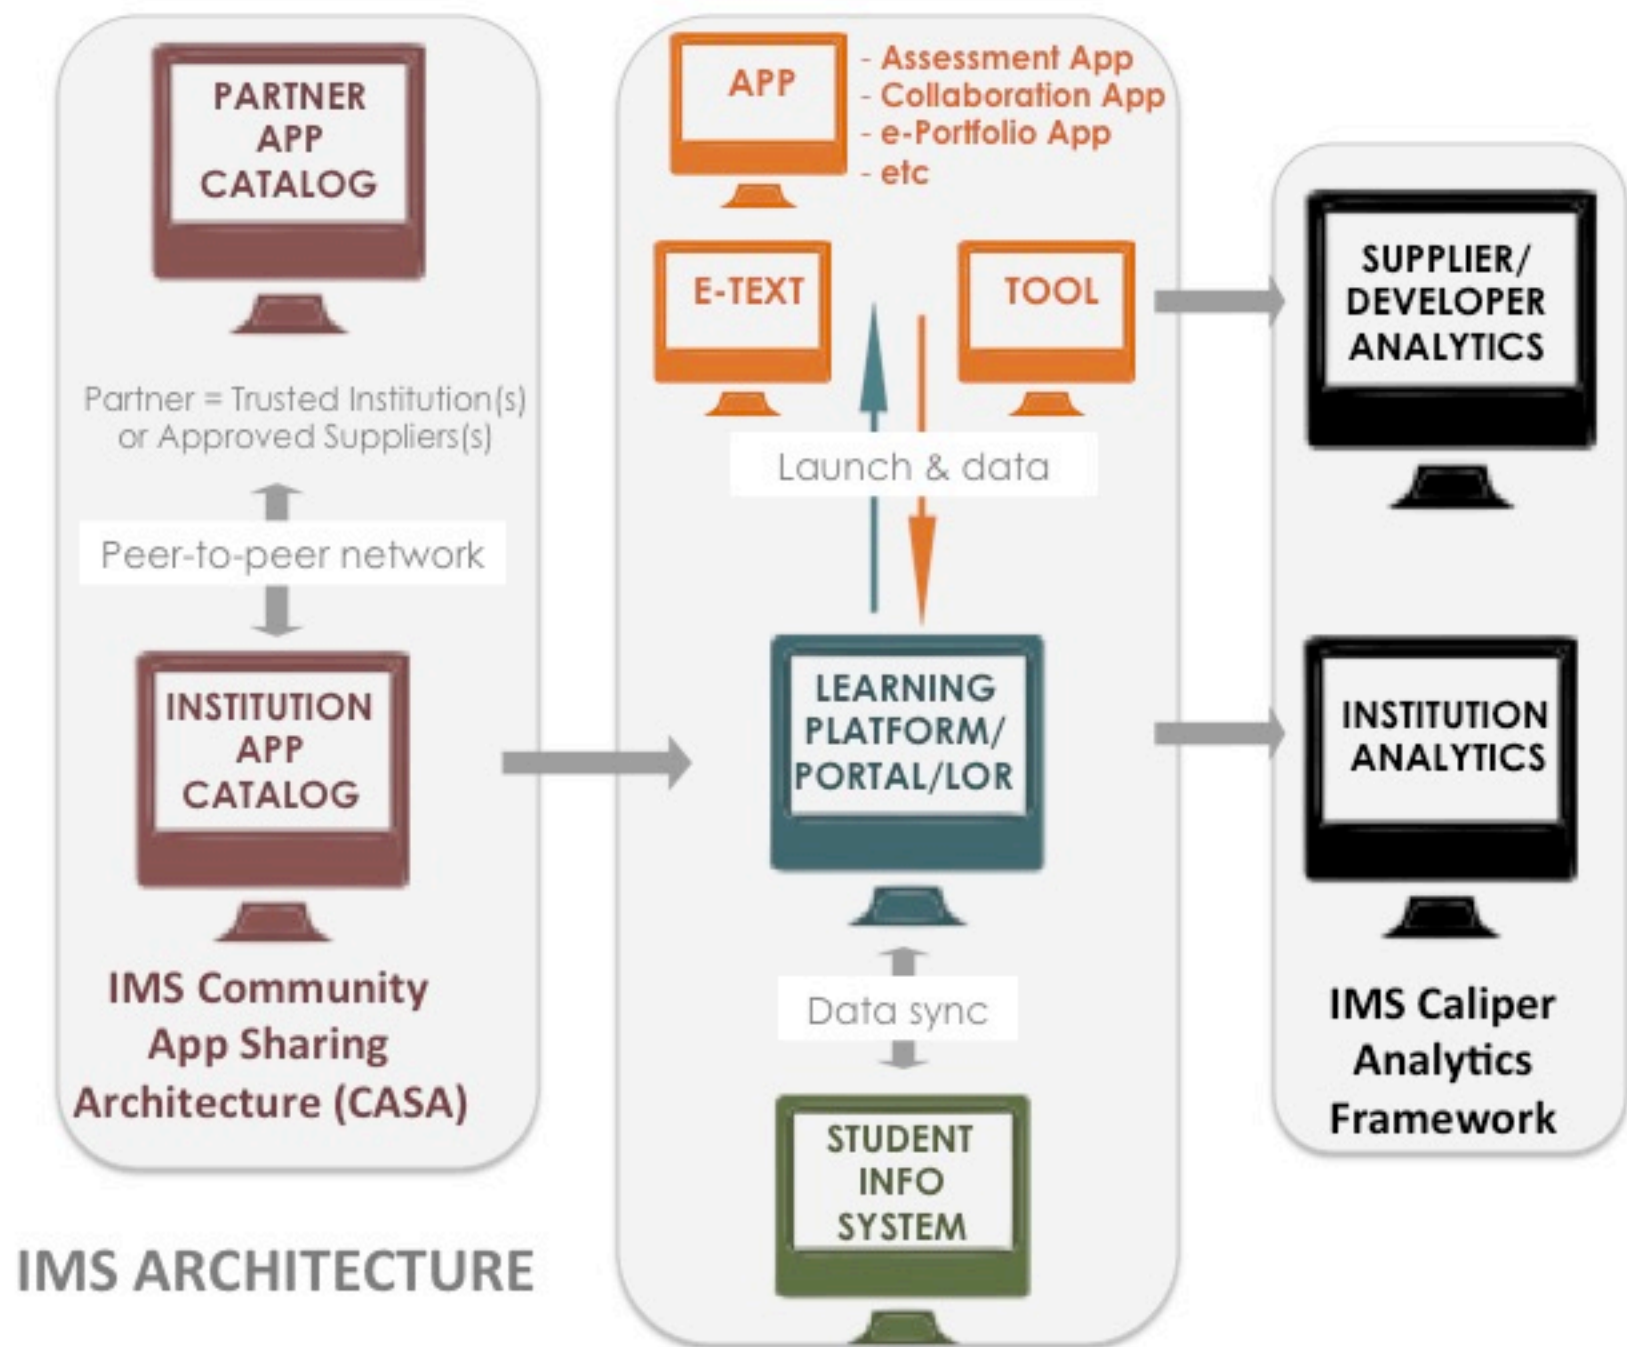 PARTNER
APP
CATALOG
Partner = Trusted Institution(s)
or Approved Suppliers(s)
Peer-to-peer network
INSTITUTION
APP
CATALOG
IMS Community
App Sharing
Architecture (CASA)
IMS ARCHITECTURE
APP
- Assessment App
- Collaboration App
- e-Portfolio App
- etc
E-TEXT
TOOL
Launch & data
LEARNING
PLATFORM/
PORTAL/LOR
Data sync
STUDENT
INFO
SYSTEM
SUPPLIER/
DEVELOPER
ANALYTICS
INSTITUTION
ANALYTICS
IMS Caliper
Analytics
Framework